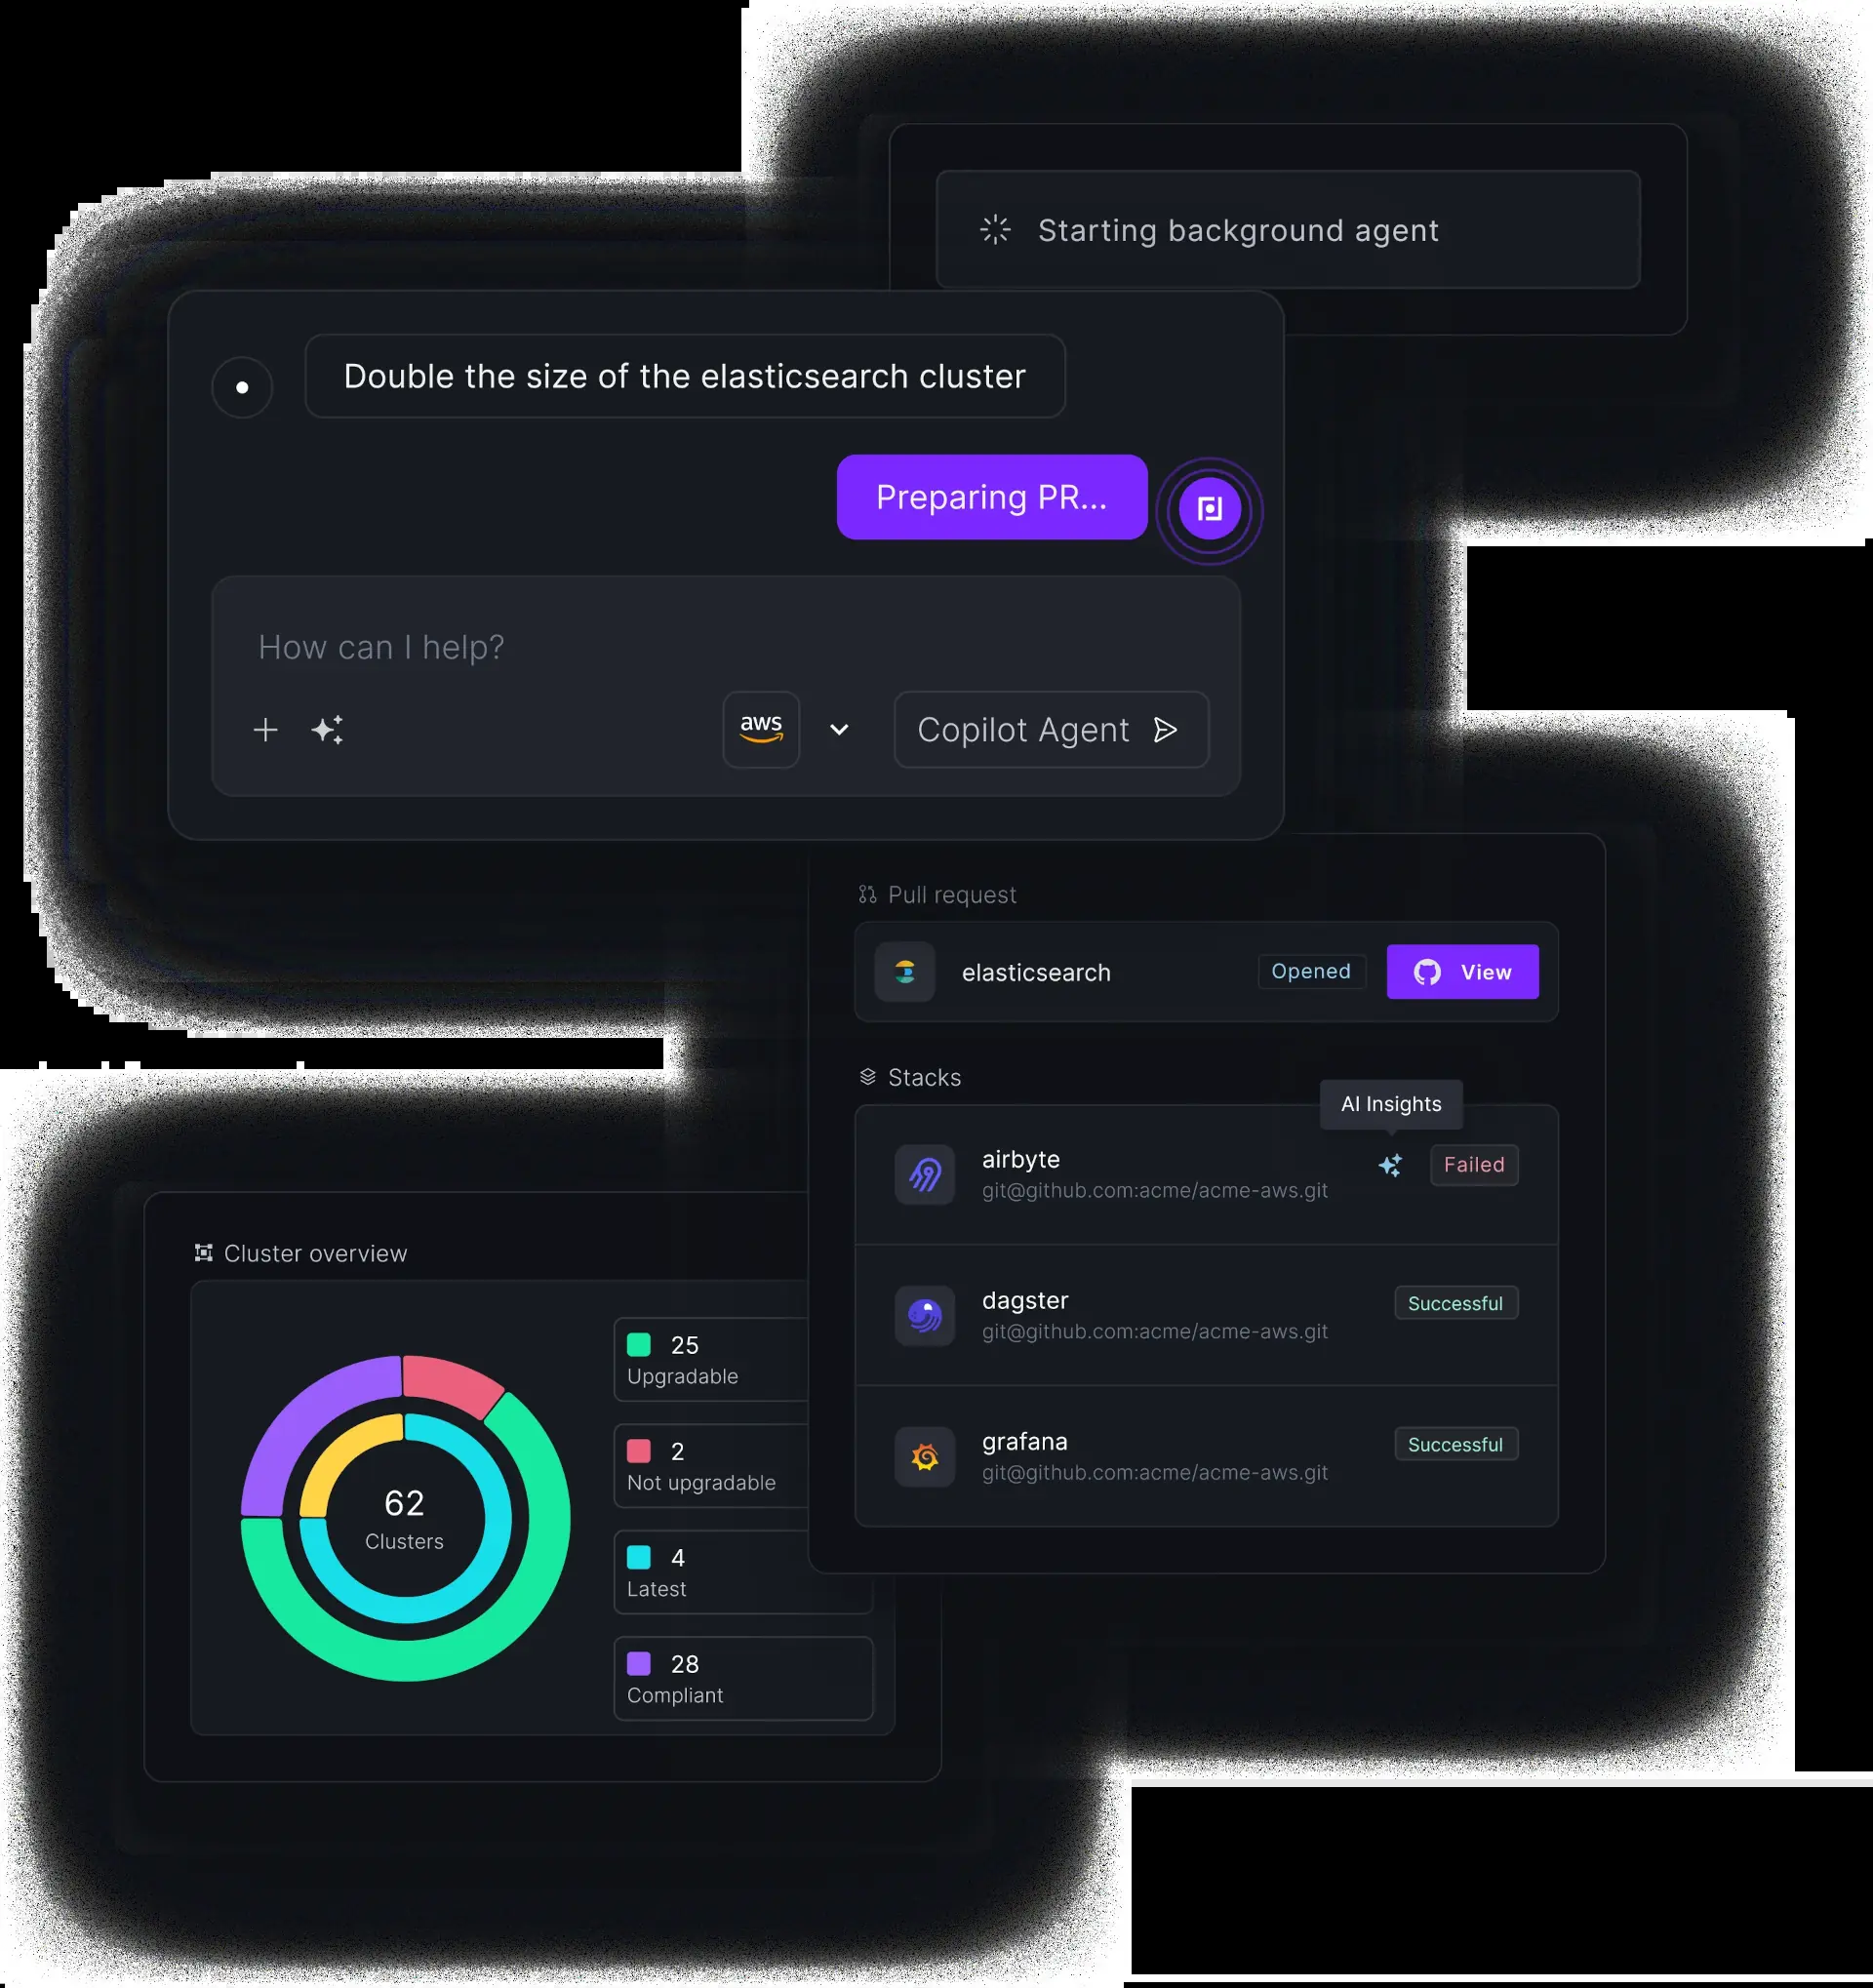 Starting background agent
Double the size of the elasticsearch cluster
Preparing PR...
How can I help?
aws
Copilot Agent
Pull request
elasticsearch
Opened
View
Stacks
AI Insights
airbyte
git@github.com:acme/acme-aws.git
Failed
dagster
git@github.com:acme/acme-aws.git
Successful
grafana
git@github.com:acme/acme-aws.git
Successful
Cluster overview
62
Clusters
25
Upgradable
2
Not upgradable
4
Latest
28
Compliant